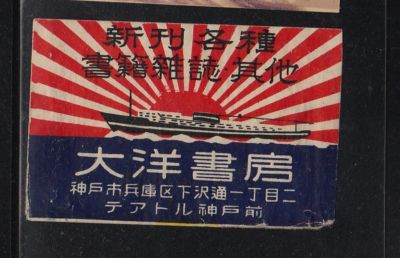 新刊各種
書籍雑誌・其他
大洋書房
神戸市兵庫区下沢通一丁目二
テアトル神戸前